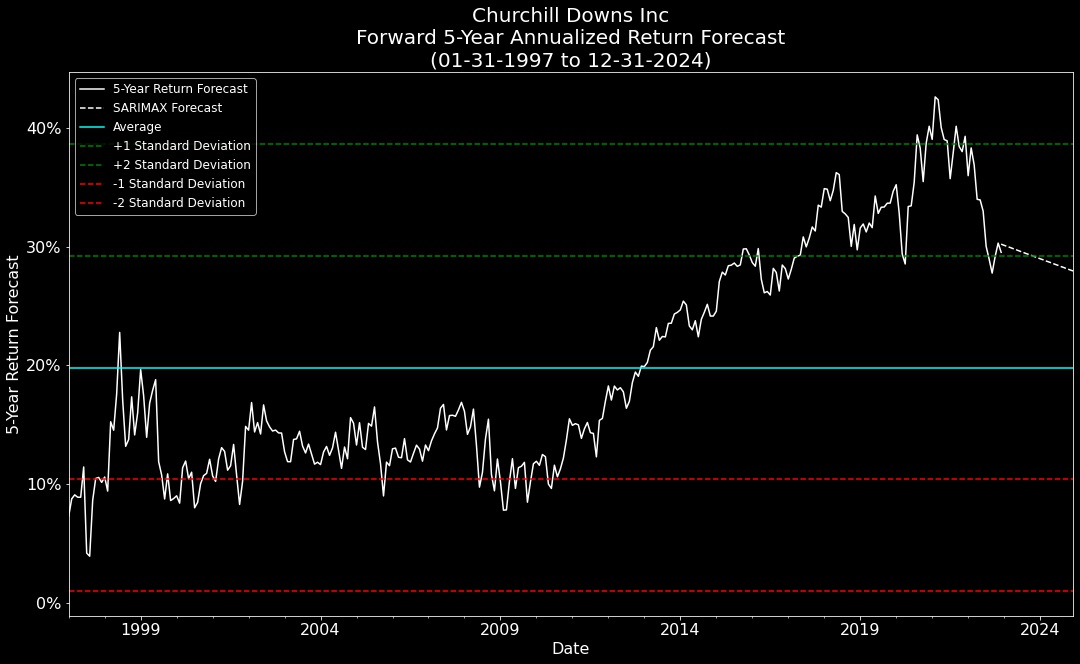 Churchill Downs Inc
Forward 5-Year Annualized Return Forecast
(01-31-1997 to 12-31-2024)
5-Year Return Forecast
SARIMAX Forecast
Average
+1 Standard Deviation
+2 Standard Deviation
-1 Standard Deviation
-2 Standard Deviation
40%
30%
20%
10%
0%
5-Year Return Forecast
1999
2004
2009
2014
2019
2024
Date